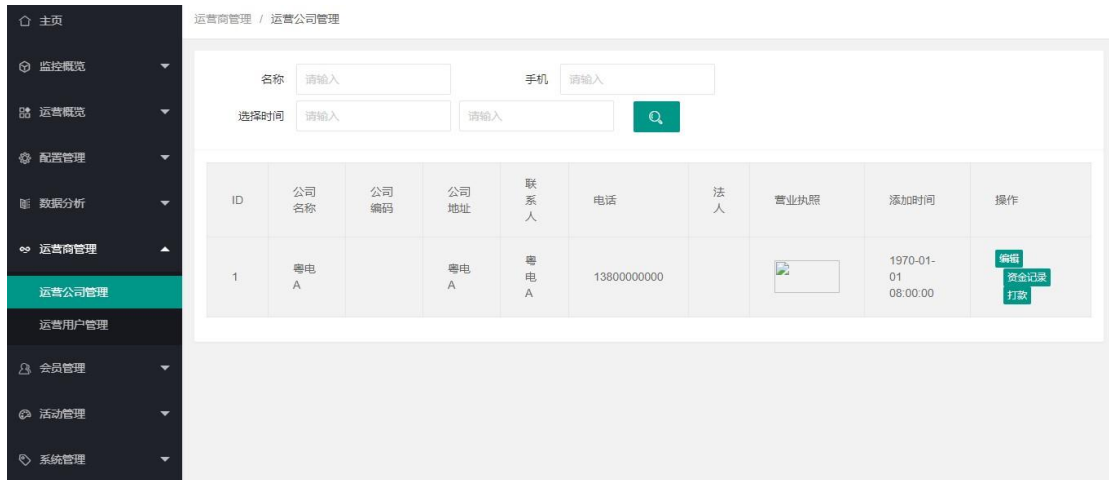 主页
监控概览
运营概览
配置管理
数据分析
运营商管理
运营公司管理
运营用户管理
会员管理
活动管理
系统管理
运营商管理 / 运营公司管理
名称 请输入 手机 请输入
选择时间 请输入 请输入
ID 公司名称 公司编码 公司地址 联系人 电话 法人 营业执照 添加时间 操作
1 粤电A 粤电A 粤电A 13800000000 1970-01-01 08:00:00 编辑 资金记录 打款